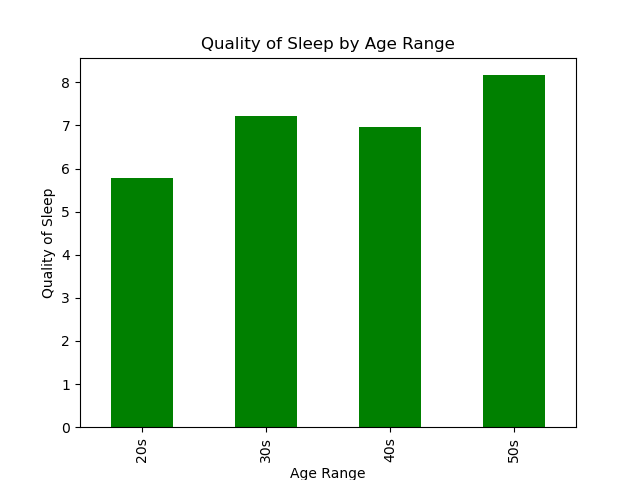 Quality of Sleep by Age Range
Quality of Sleep
8
7
6
5
4
3
2
1
0
20s
30s
40s
50s
Age Range